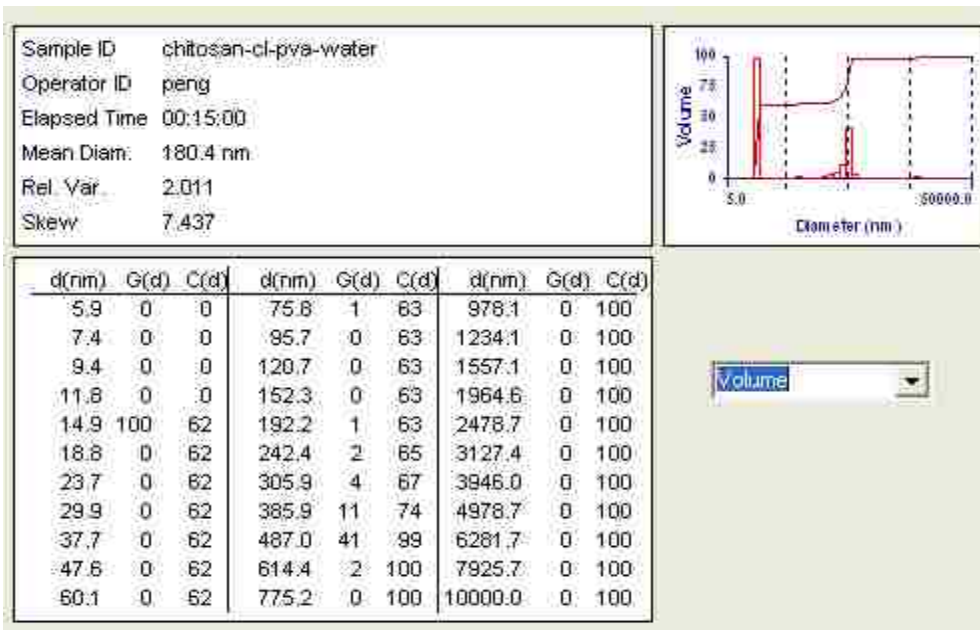 Sample ID chitosan-cl-pva-water
Operator ID peng
Elapsed Time 00:15:00
Mean Diam. 180.4 nm
Rel. Var. 2.011
Skew 7.437
100
75
50
25
0
Volume
5.0 50000.0
Diameter (nm)
d(nm) G(d) C(d) d(nm) G(d) C(d) d(nm) G(d) C(d)
5.9 0 0 75.8 1 63 978.1 0 100
7.4 0 0 95.7 0 63 1234.1 0 100
9.4 0 0 120.7 0 63 1557.1 0 100
11.8 0 0 152.3 0 63 1964.6 0 100
14.9 100 62 192.2 1 63 2478.7 0 100
18.8 0 62 242.4 2 65 3127.4 0 100
23.7 0 62 305.9 4 67 3946.0 0 100
29.9 0 62 385.9 11 74 4978.7 0 100
37.7 0 62 487.0 41 99 6281.7 0 100
47.6 0 62 614.4 2 100 7925.7 0 100
60.1 0 62 775.2 0 100 10000.0 0 100
Volume